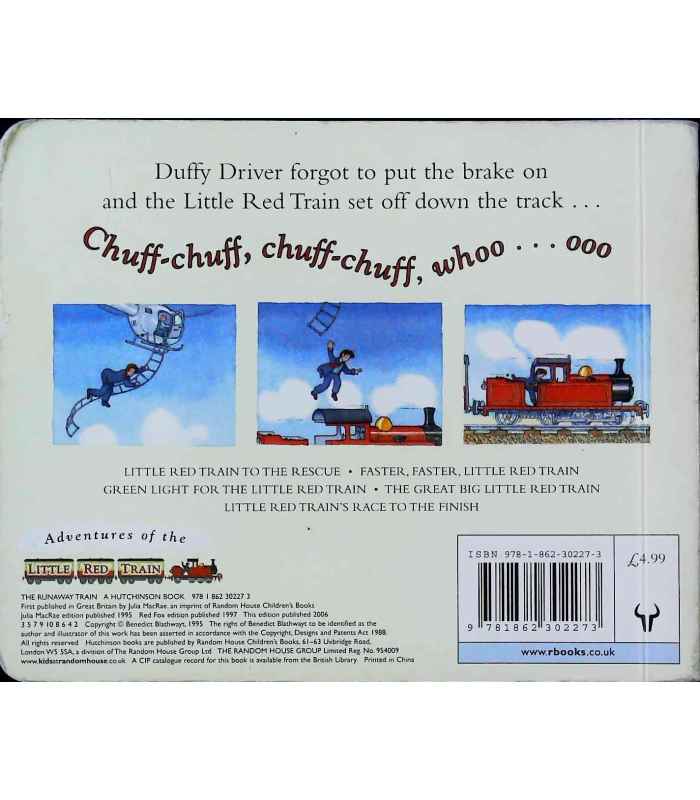 Duffy Driver forgot to put the brake on
and the Little Red Train set off down the track . . .
Chuff-chuff, chuff-chuff, whoo . . . ooo
LITTLE RED TRAIN TO THE RESCUE • FASTER, FASTER, LITTLE RED TRAIN
GREEN LIGHT FOR THE LITTLE RED TRAIN • THE GREAT BIG LITTLE RED TRAIN
LITTLE RED TRAIN'S RACE TO THE FINISH
Adventures of the
LITTLE RED TRAIN
THE RUNAWAY TRAIN A HUTCHINSON BOOK 978 1 862 30227 3
First published in Great Britain by Julia MacRae, an imprint of Random House Children's Books
Julia MacRae edition published 1995 Red Fox edition published 1997 This edition published 2006
3 5 7 9 10 8 6 4 2 Copyright © Benedict Blathwayt, 1995 The right of Benedict Blathwayt to be identified as the
author and illustrator of this work has been asserted in accordance with the Copyright, Designs and Patents Act 1988.
All rights reserved Hutchinson books are published by Random House Children's Books, 61–63 Uxbridge Road,
London W5 5SA, a division of The Random House Group Ltd THE RANDOM HOUSE GROUP Limited Reg. No. 954009
www.kidsatrandomhouse.co.uk A CIP catalogue record for this book is available from the British Library Printed in China
ISBN 978-1-862-30227-3
9 781862 302273
£4.99
www.rbooks.co.uk